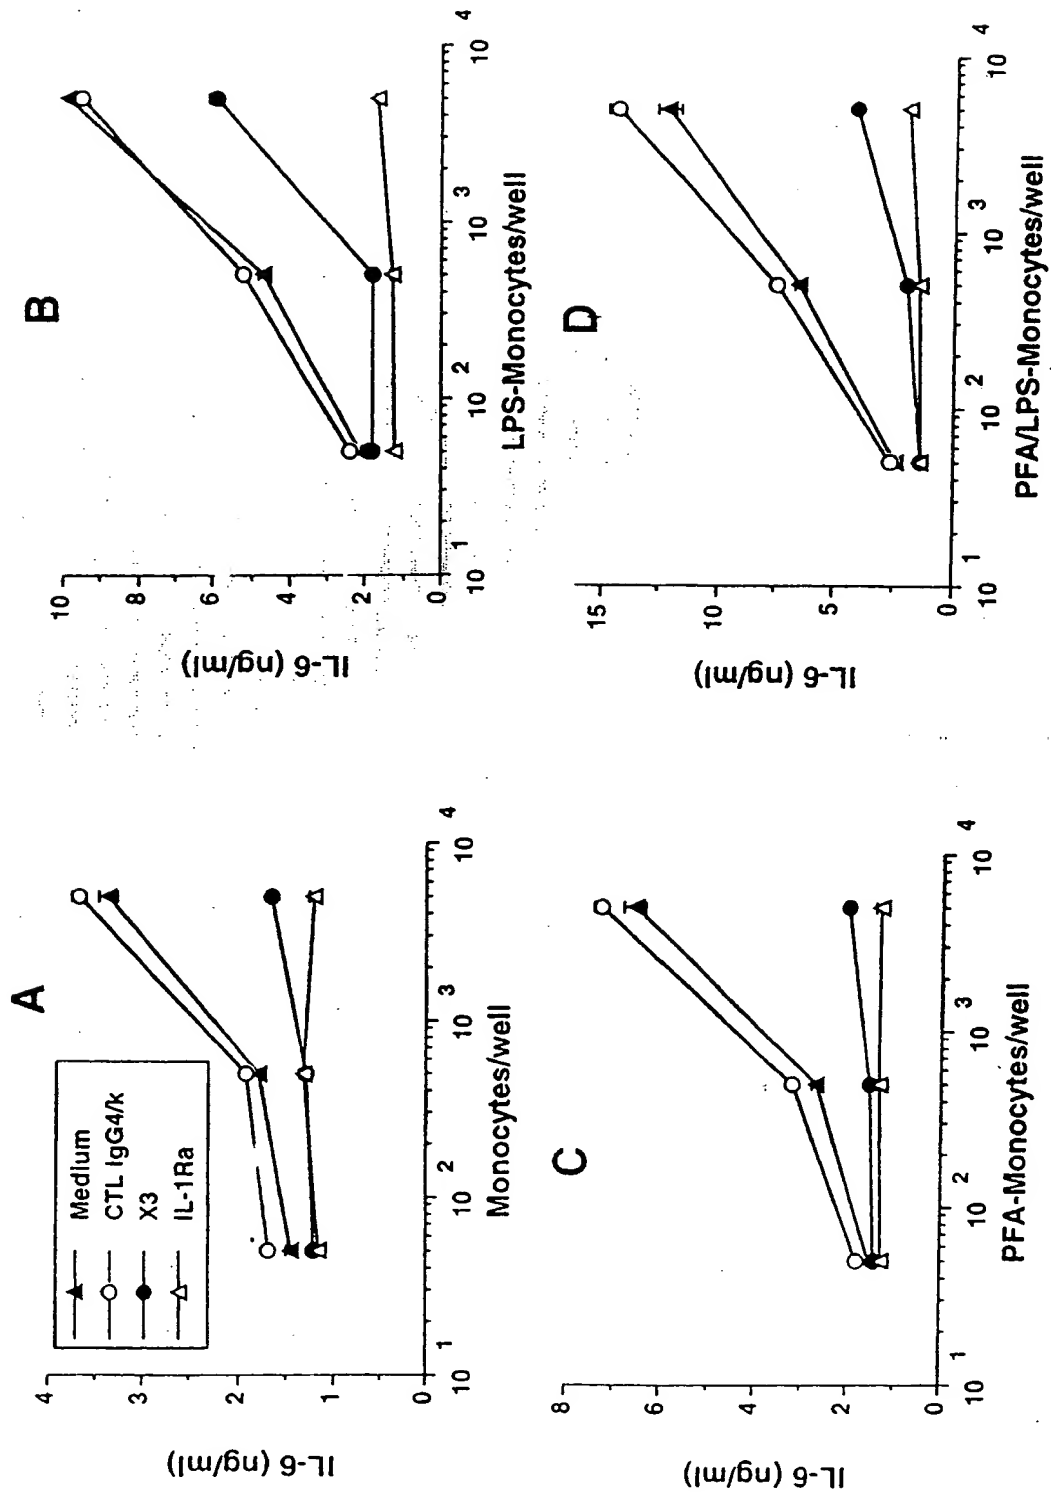 A
Medium
CTL IgG4/k
X3
IL-1Ra
4
3
2
1
0
IL-6 (ng/ml)
10 1
10 2
10 3
10 4
Monocytes/well
B
10
8
6
4
2
0
IL-6 (ng/ml)
10 1
10 2
10 3
10 4
LPS-Monocytes/well
C
8
6
4
2
0
IL-6 (ng/ml)
10 1
10 2
10 3
10 4
PFA-Monocytes/well
D
15
10
5
0
IL-6 (ng/ml)
10 1
10 2
10 3
10 4
PFA/LPS-Monocytes/well